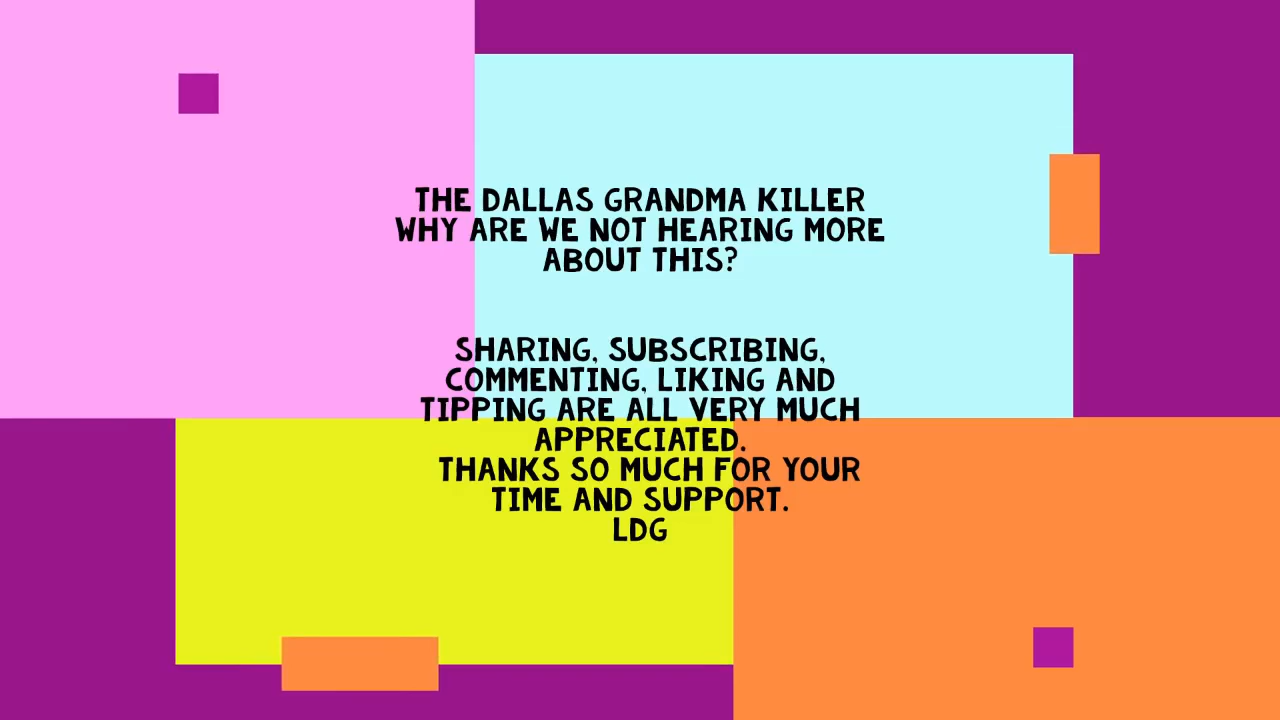 THE DALLAS GRANDMA KILLER
WHY ARE WE NOT HEARING MORE
ABOUT THIS?
SHARING, SUBSCRIBING,
COMMENTING, LIKING AND
TIPPING ARE ALL VERY MUCH
APPRECIATED.
THANKS SO MUCH FOR YOUR
TIME AND SUPPORT.
LDG